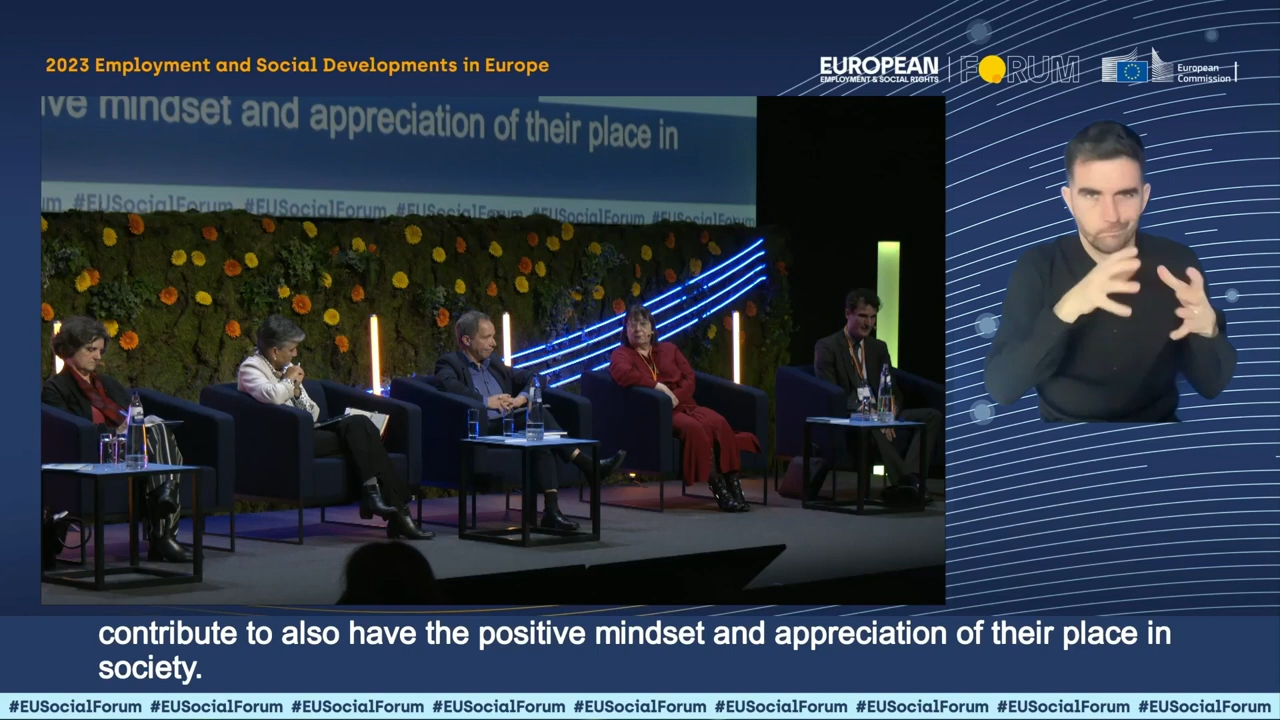 2023 Employment and Social Developments in Europe
EUROPEAN
EMPLOYMENT & SOCIAL RIGHTS
FORUM
European
Commission
ive mindset and appreciation of their place in
um #EUSocialForum #EUSocialForum #EUSocialForum #EUSocialForum #EUSocialForum
contribute to also have the positive mindset and appreciation of their place in
society.
#EUSocialForum #EUSocialForum #EUSocialForum #EUSocialForum #EUSocialForum #EUSocialForum #EUSocialForum #EUSocialForum #EUSocialForum